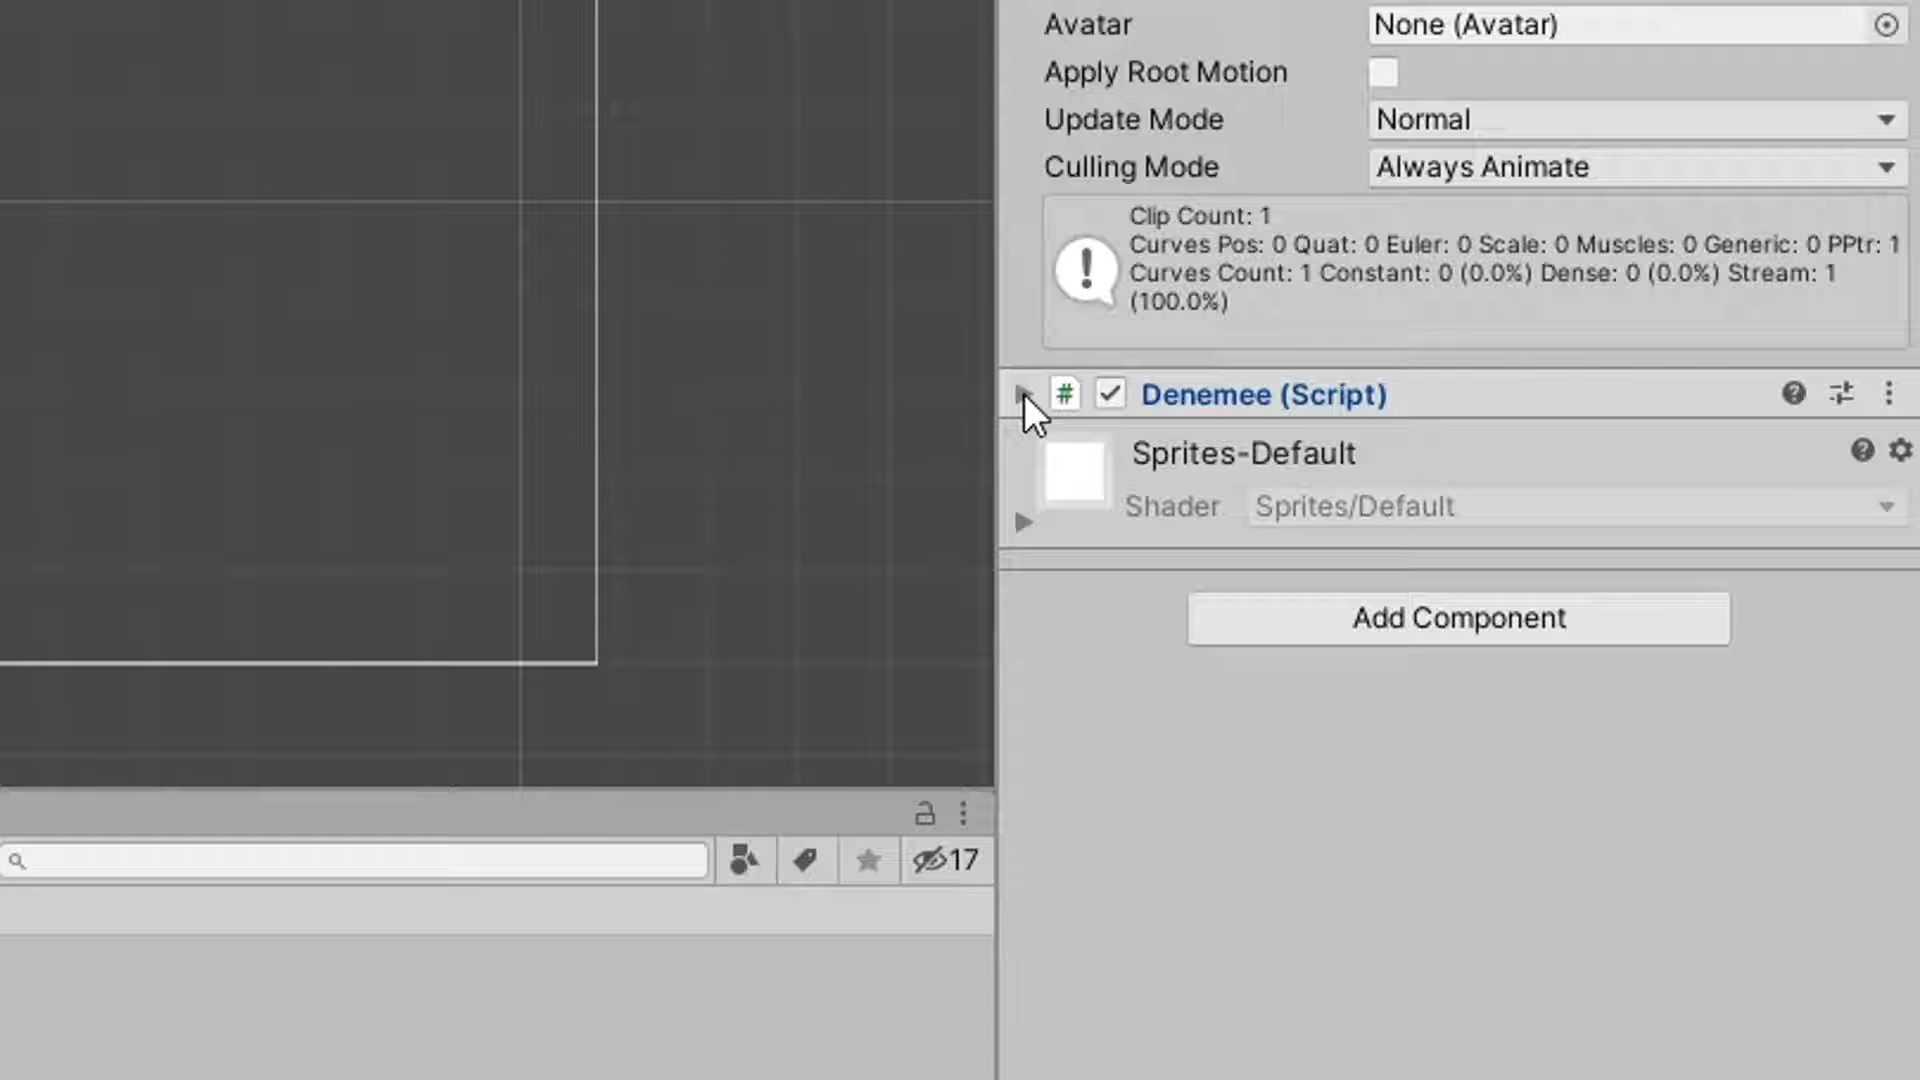 Avatar
None (Avatar)
Apply Root Motion
Update Mode
Normal
Culling Mode
Always Animate
Clip Count: 1
Curves Pos: 0 Quat: 0 Euler: 0 Scale: 0 Muscles: 0 Generic: 0 PPtr: 1
Curves Count: 1 Constant: 0 (0.0%) Dense: 0 (0.0%) Stream: 1
(100.0%)
# Denemee (Script)
Sprites-Default
Shader
Sprites/Default
Add Component
17